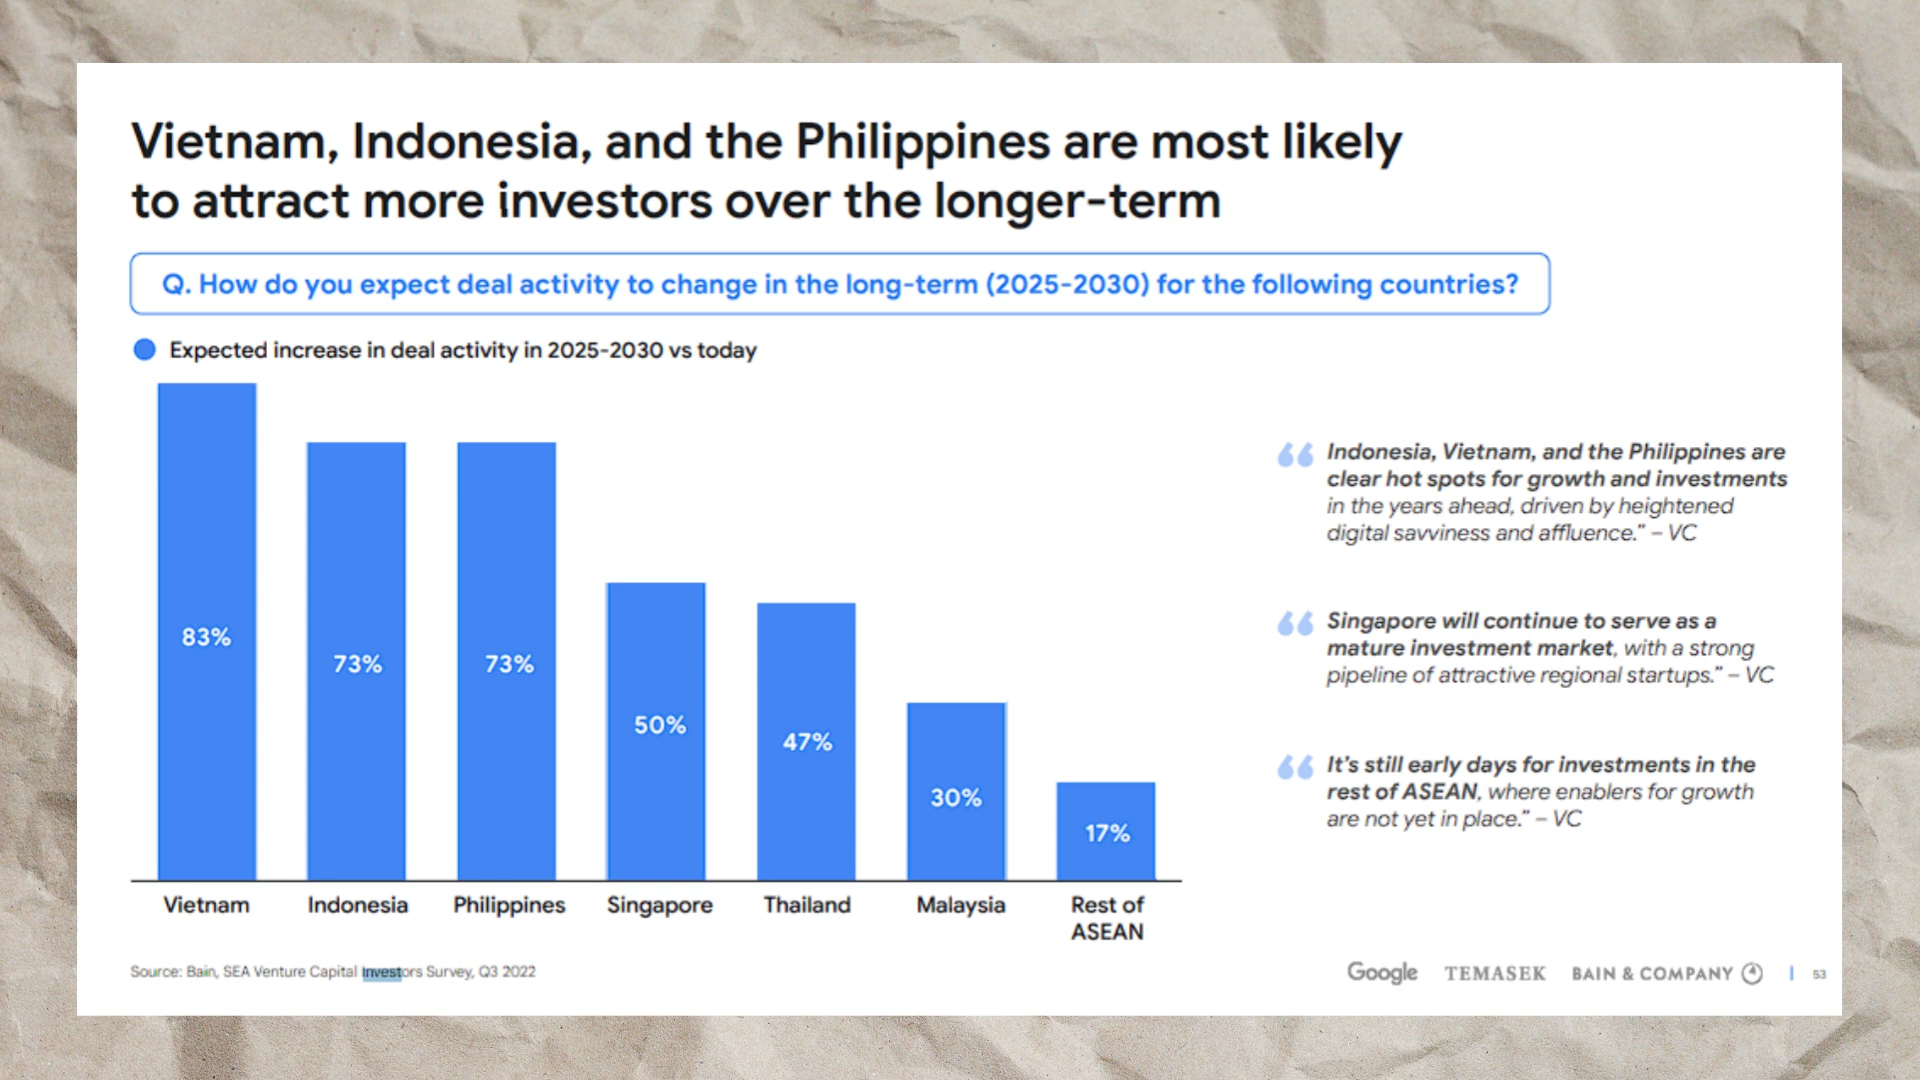 Vietnam, Indonesia, and the Philippines are most likely
to attract more investors over the longer-term
Q. How do you expect deal activity to change in the long-term (2025-2030) for the following countries?
Expected increase in deal activity in 2025-2030 vs today
83%
73%
73%
50%
47%
30%
17%
Vietnam
Indonesia
Philippines
Singapore
Thailand
Malaysia
Rest of
ASEAN
“ Indonesia, Vietnam, and the Philippines are
clear hot spots for growth and investments
in the years ahead, driven by heightened
digital savviness and affluence.” – VC
“ Singapore will continue to serve as a
mature investment market, with a strong
pipeline of attractive regional startups.” – VC
“ It’s still early days for investments in the
rest of ASEAN, where enablers for growth
are not yet in place.” – VC
Source: Bain, SEA Venture Capital Investors Survey, Q3 2022
Google TEMASEK BAIN & COMPANY | 53